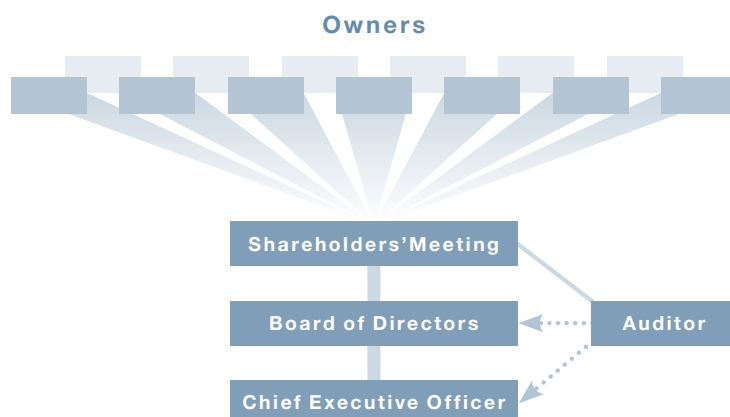 Owners
Shareholders’Meeting
Board of Directors
Auditor
Chief Executive Officer